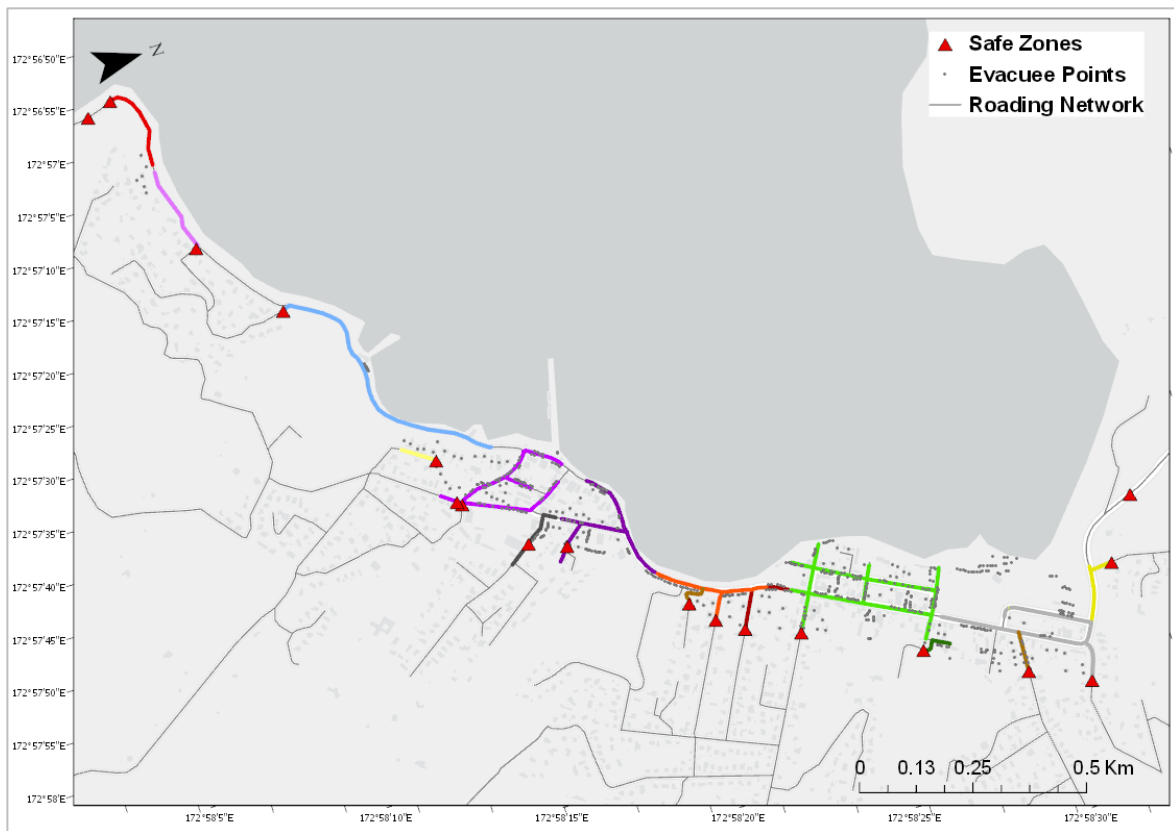 N
Safe Zones
Evacuee Points
Roading Network
172°56'50"E
172°56'55"E
172°57'E
172°57'5"E
172°57'10"E
172°57'15"E
172°57'20"E
172°57'25"E
172°57'30"E
172°57'35"E
172°57'40"E
172°57'45"E
172°57'50"E
172°57'55"E
172°58'E
0 0.13 0.25 0.5 Km
172°58'5"E 172°58'10"E 172°58'15"E 172°58'20"E 172°58'25"E 172°58'30"E